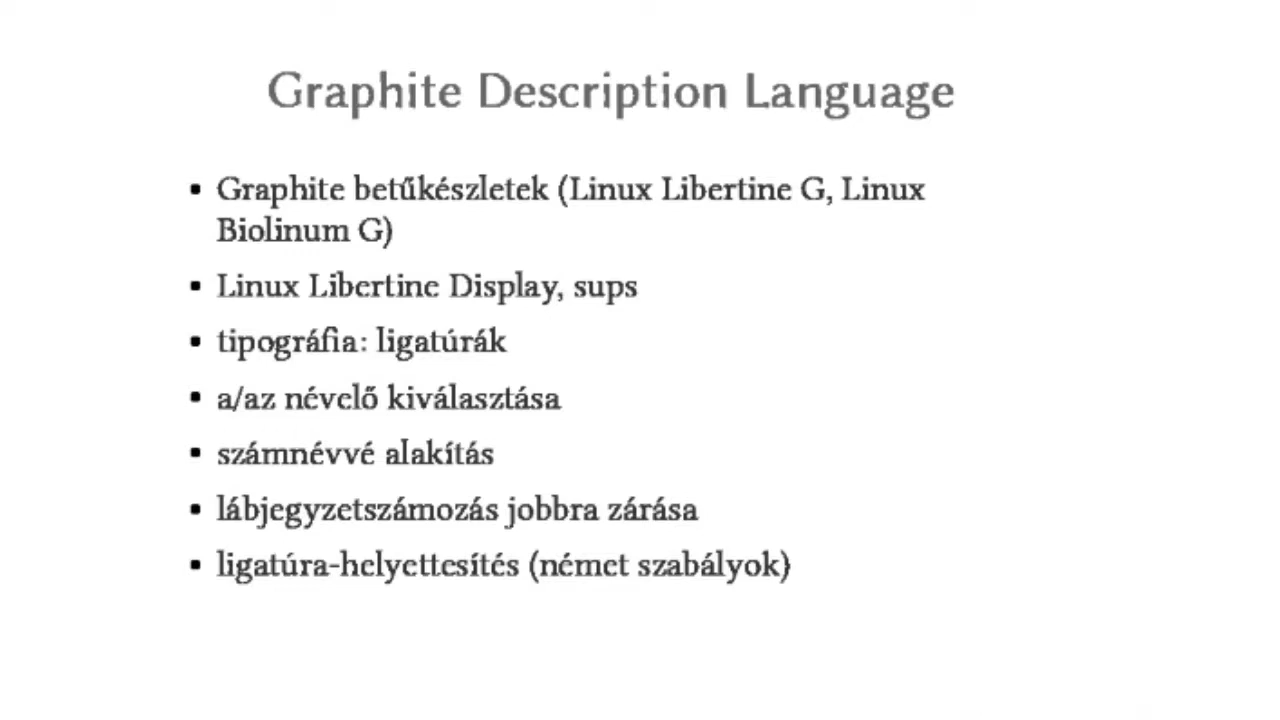 Graphite Description Language
▪ Graphite betűkészletek (Linux Libertine G, Linux
Biolinum G)
▪ Linux Libertine Display, sups
▪ tipográfia: ligatúrák
▪ a/az névelő kiválasztása
▪ számnévvé alakítás
▪ lábjegyzetszámozás jobbra zárása
▪ ligatúra-helyettesítés (német szabályok)